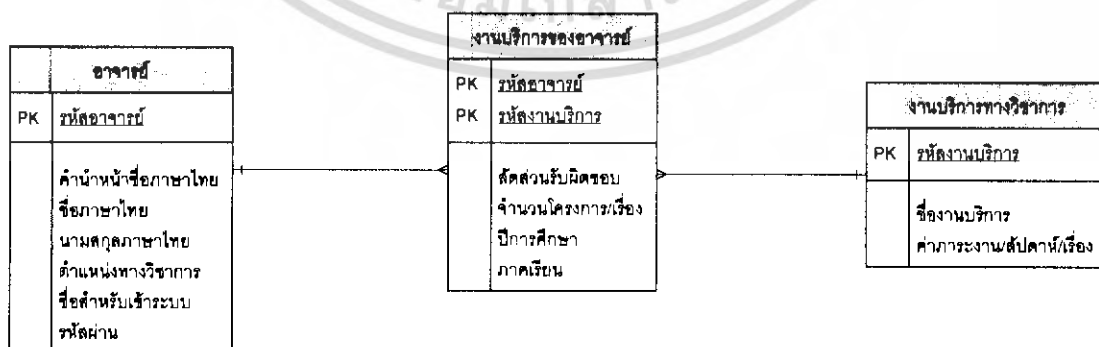 อาจารย์
PK รหัสอาจารย์
คำนำหน้าชื่อภาษาไทย
ชื่อภาษาไทย
นามสกุลภาษาไทย
ตำแหน่งทางวิชาการ
ชื่อสำหรับเข้าระบบ
รหัสผ่าน
งานบริการของอาจารย์
PK รหัสอาจารย์
PK รหัสงานบริการ
สัดส่วนรับผิดชอบ
จำนวนโครงการ/เรื่อง
ปีการศึกษา
ภาคเรียน
งานบริการทางวิชาการ
PK รหัสงานบริการ
ชื่องานบริการ
ค่าภาระงาน/สัปดาห์/เรื่อง